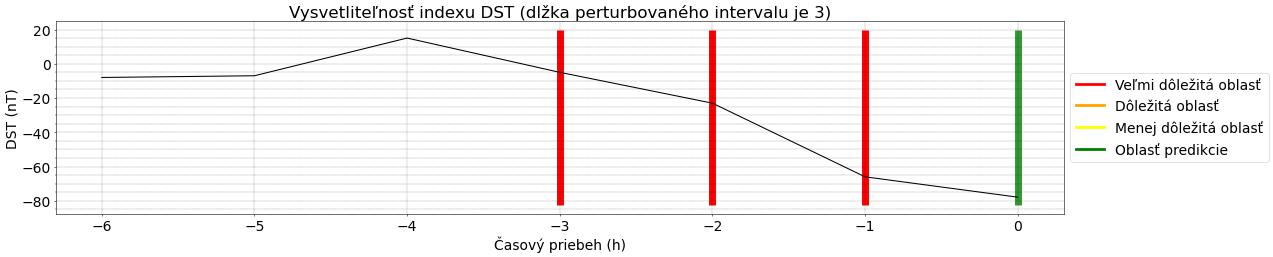 Vysvetliteľnosť indexu DST (dĺžka perturbovaného intervalu je 3)
DST (nT)
20
0
−20
−40
−60
−80
−6
−5
−4
−3
−2
−1
0
Časový priebeh (h)
Veľmi dôležitá oblasť
Dôležitá oblasť
Menej dôležitá oblasť
Oblasť predikcie